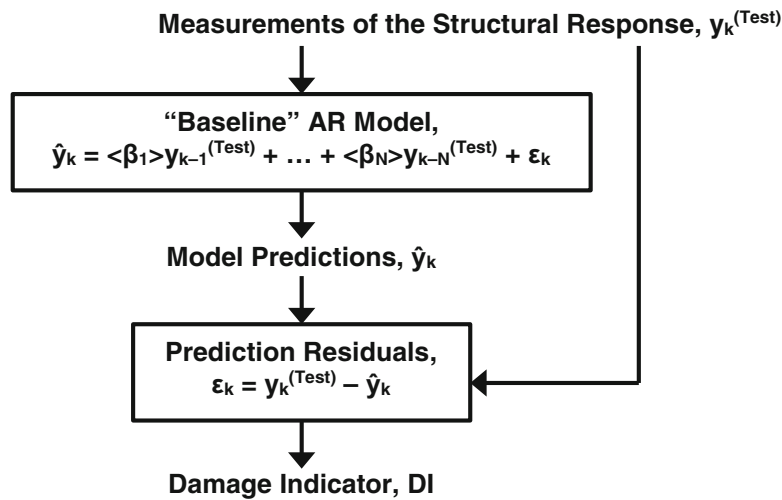 Measurements of the Structural Response, yₖ⁽ᵀᵉˢᵗ⁾
“Baseline” AR Model,
ŷₖ = <β₁>yₖ₋₁⁽ᵀᵉˢᵗ⁾ + … + <β_N>yₖ₋N⁽ᵀᵉˢᵗ⁾ + εₖ
Model Predictions, ŷₖ
Prediction Residuals,
εₖ = yₖ⁽ᵀᵉˢᵗ⁾ – ŷₖ
Damage Indicator, DI